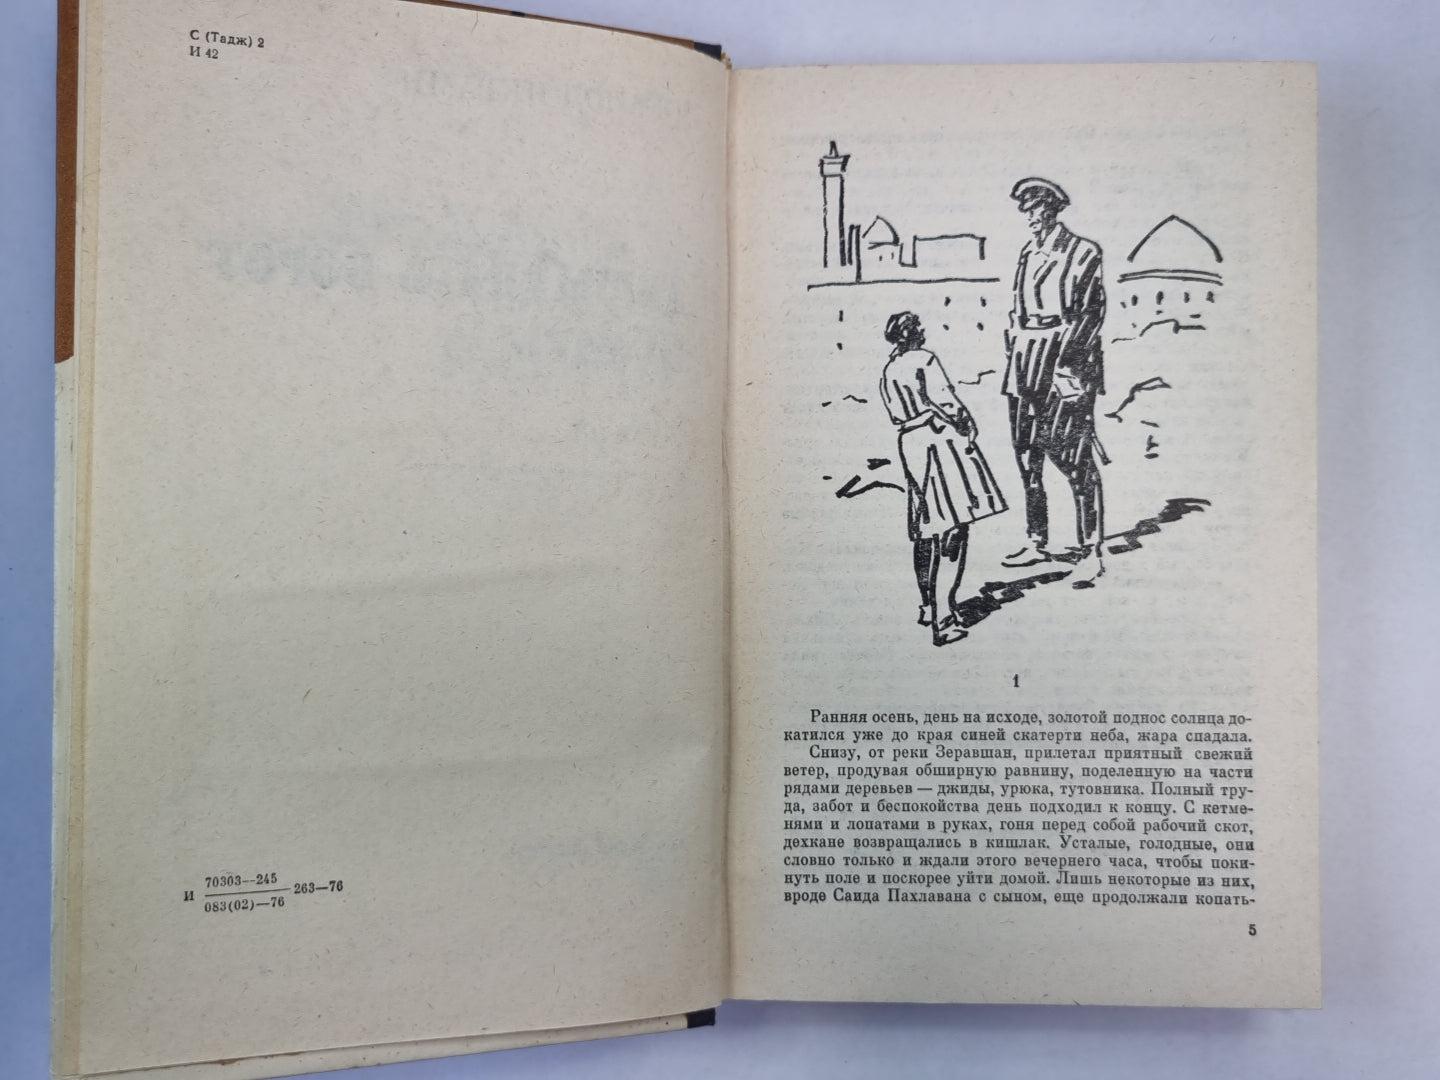 С (Тадж) 2
И 42
И 70303—245
083(02)—76 263—76
1
Ранняя осень, день на исходе, золотой поднос солнца до-
катился уже до края синей скатерти неба, жара спадала.
Снизу, от реки Зеравшан, прилетал приятный свежий
ветер, продувая обширную равнину, поделенную на части
рядами деревьев — джиды, урюка, тутовника. Полный тру-
да, забот и беспокойства день подходил к концу. С кетме-
нями и лопатами в руках, гоня перед собой рабочий скот,
дехкане возвращались в кишлак. Усталые, голодные, они
словно только и ждали этого вечернего часа, чтобы поки-
нуть поле и поскорее уйти домой. Лишь некоторые из них,
вроде Саида Пахлавана с сыном, еще продолжали копать-
5